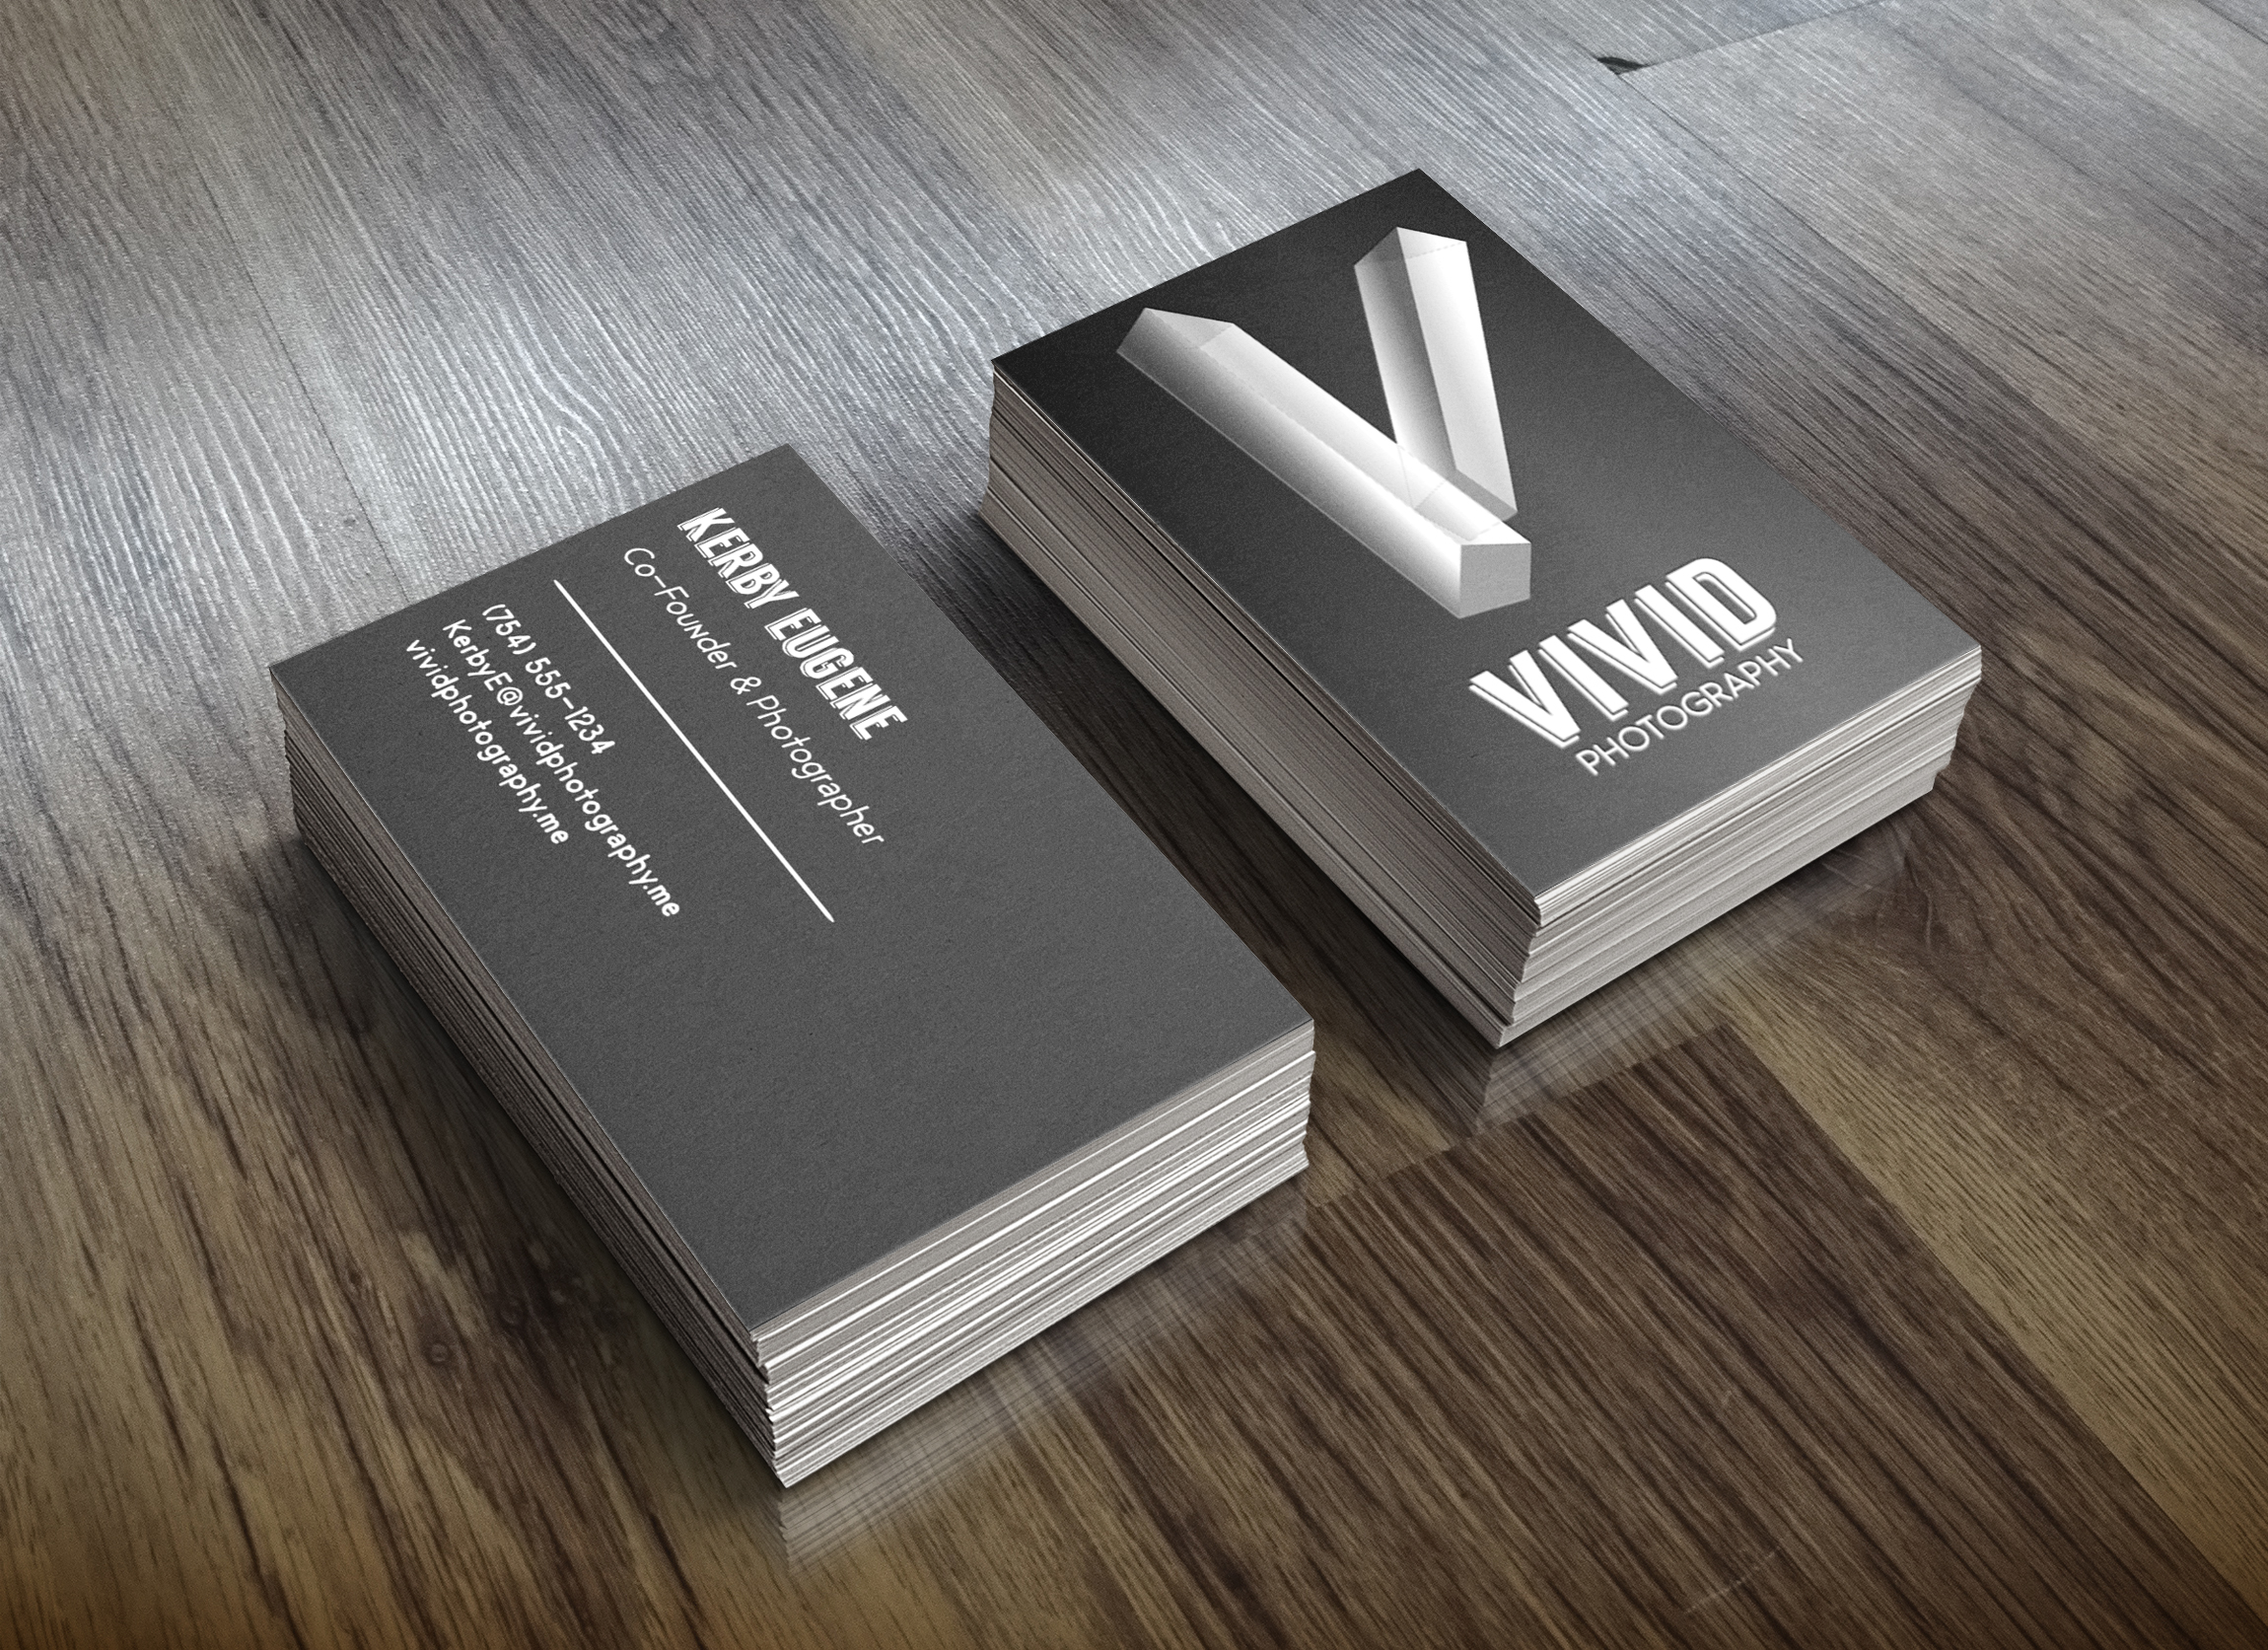 KERBY EUGENE
Co-Founder & Photographer
(754) 555-1234
KerbyE@vividphotography.me
vividphotography.me
VIVID
PHOTOGRAPHY